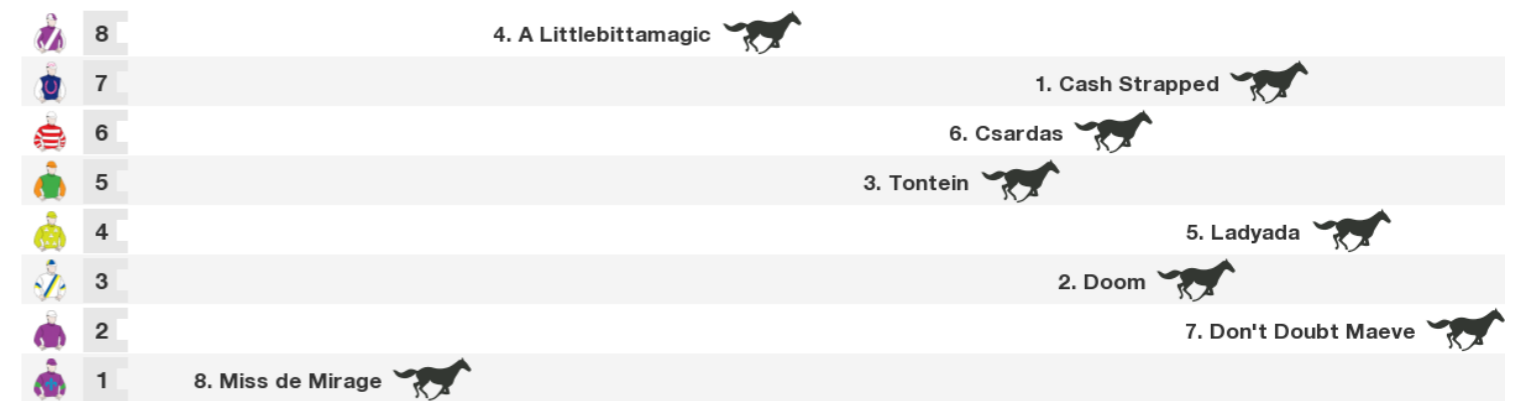 8 4. A Littlebittamagic
7 1. Cash Strapped
6 6. Csardas
5 3. Tontein
4 5. Ladyada
3 2. Doom
2 7. Don't Doubt Maeve
1 8. Miss de Mirage